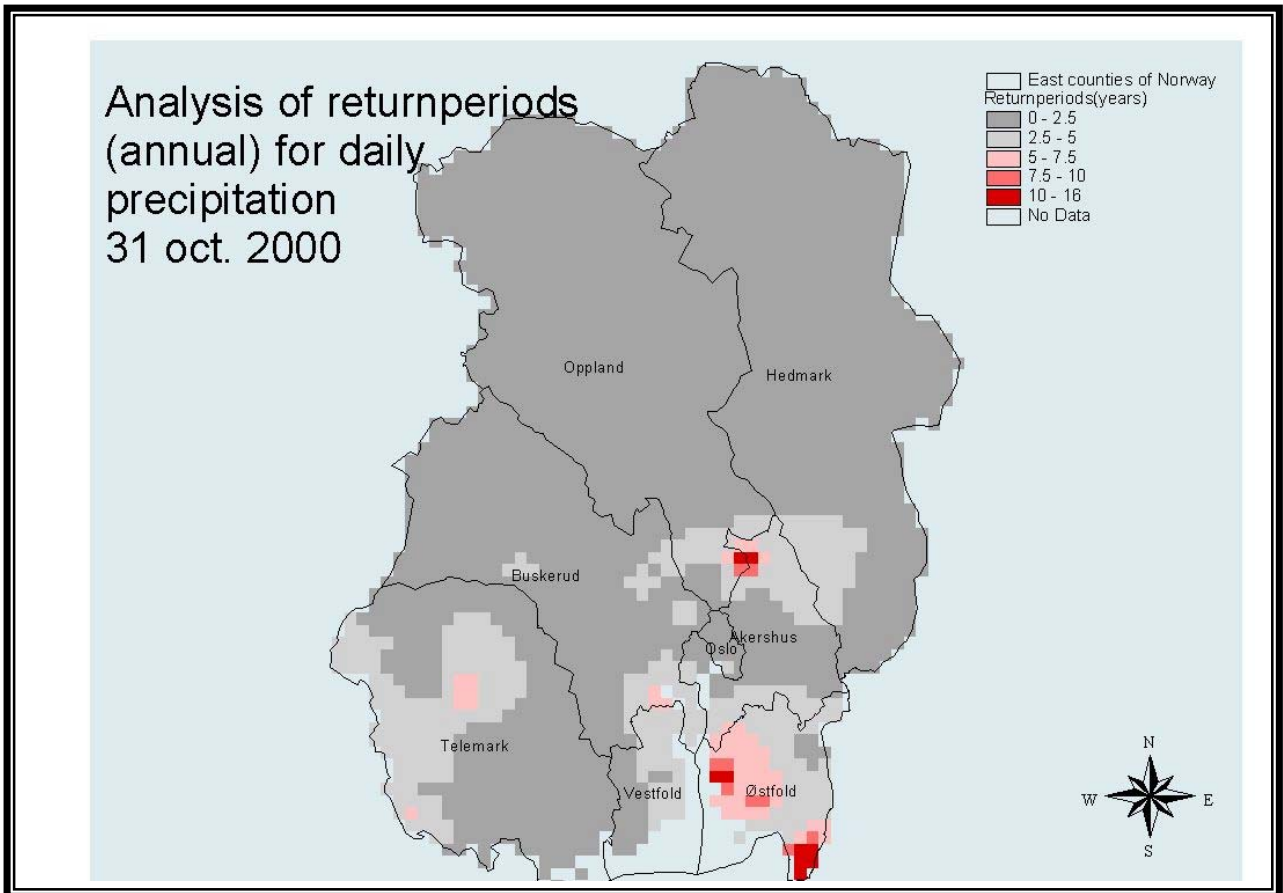 Analysis of returnperiods
(annual) for daily
precipitation
31 oct. 2000
East counties of Norway
Returnperiods(years)
0 - 2.5
2.5 - 5
5 - 7.5
7.5 - 10
10 - 16
No Data
Oppland
Hedmark
Buskerud
Akershus
Oslo
Telemark
Vestfold
Østfold
N
W
E
S